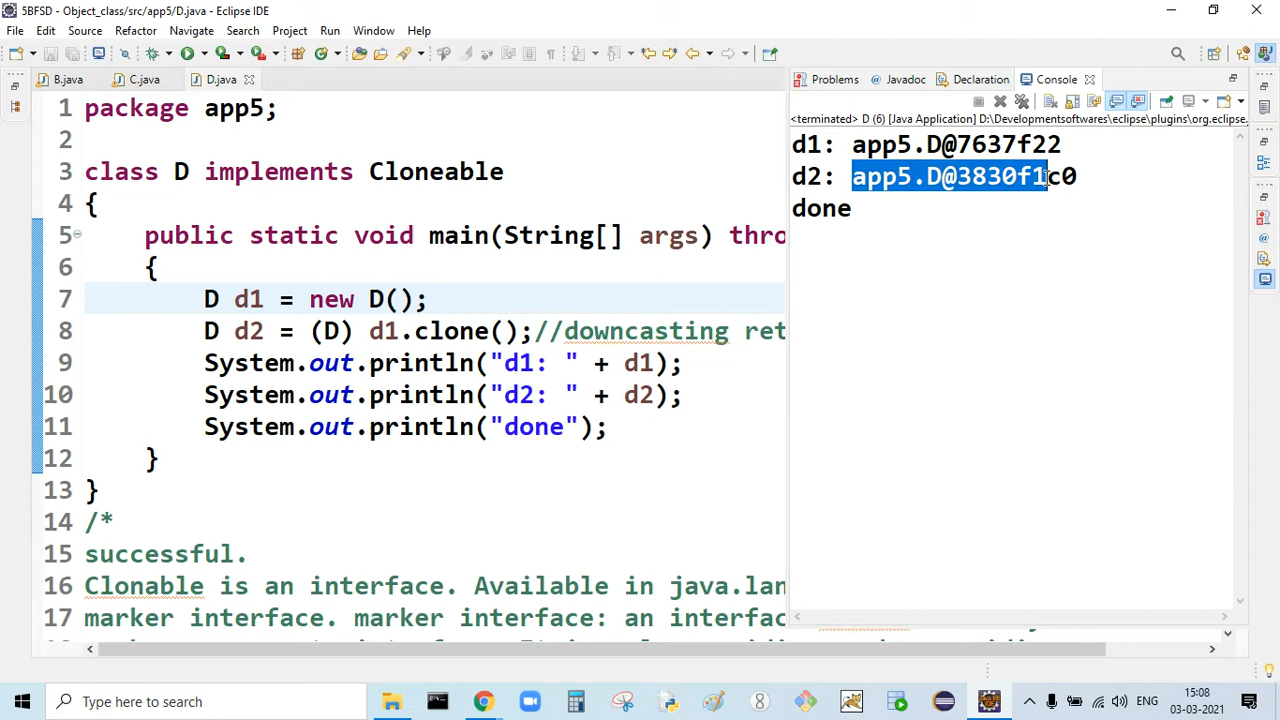 5BFSD - Object_class/src/app5/D.java - Eclipse IDE
File Edit Source Refactor Navigate Search Project Run Window Help
B.java C.java D.java
Problems Javadoc Declaration Console
<terminated> D (6) [Java Application] D:\Developmentsoftwares\eclipse\plugins\org.eclipse
1 package app5;
2
3 class D implements Cloneable
4 {
5 public static void main(String[] args) thro
6 {
7 D d1 = new D();
8 D d2 = (D) d1.clone();//downcasting ret
9 System.out.println("d1: " + d1);
10 System.out.println("d2: " + d2);
11 System.out.println("done");
12 }
13 }
14 /*
15 successful.
16 Clonable is an interface. Available in java.lan
17 marker interface. marker interface: an interfac
d1: app5.D@7637f22
d2: app5.D@3830f1c0
done
Type here to search
ENG
15:08
03-03-2021